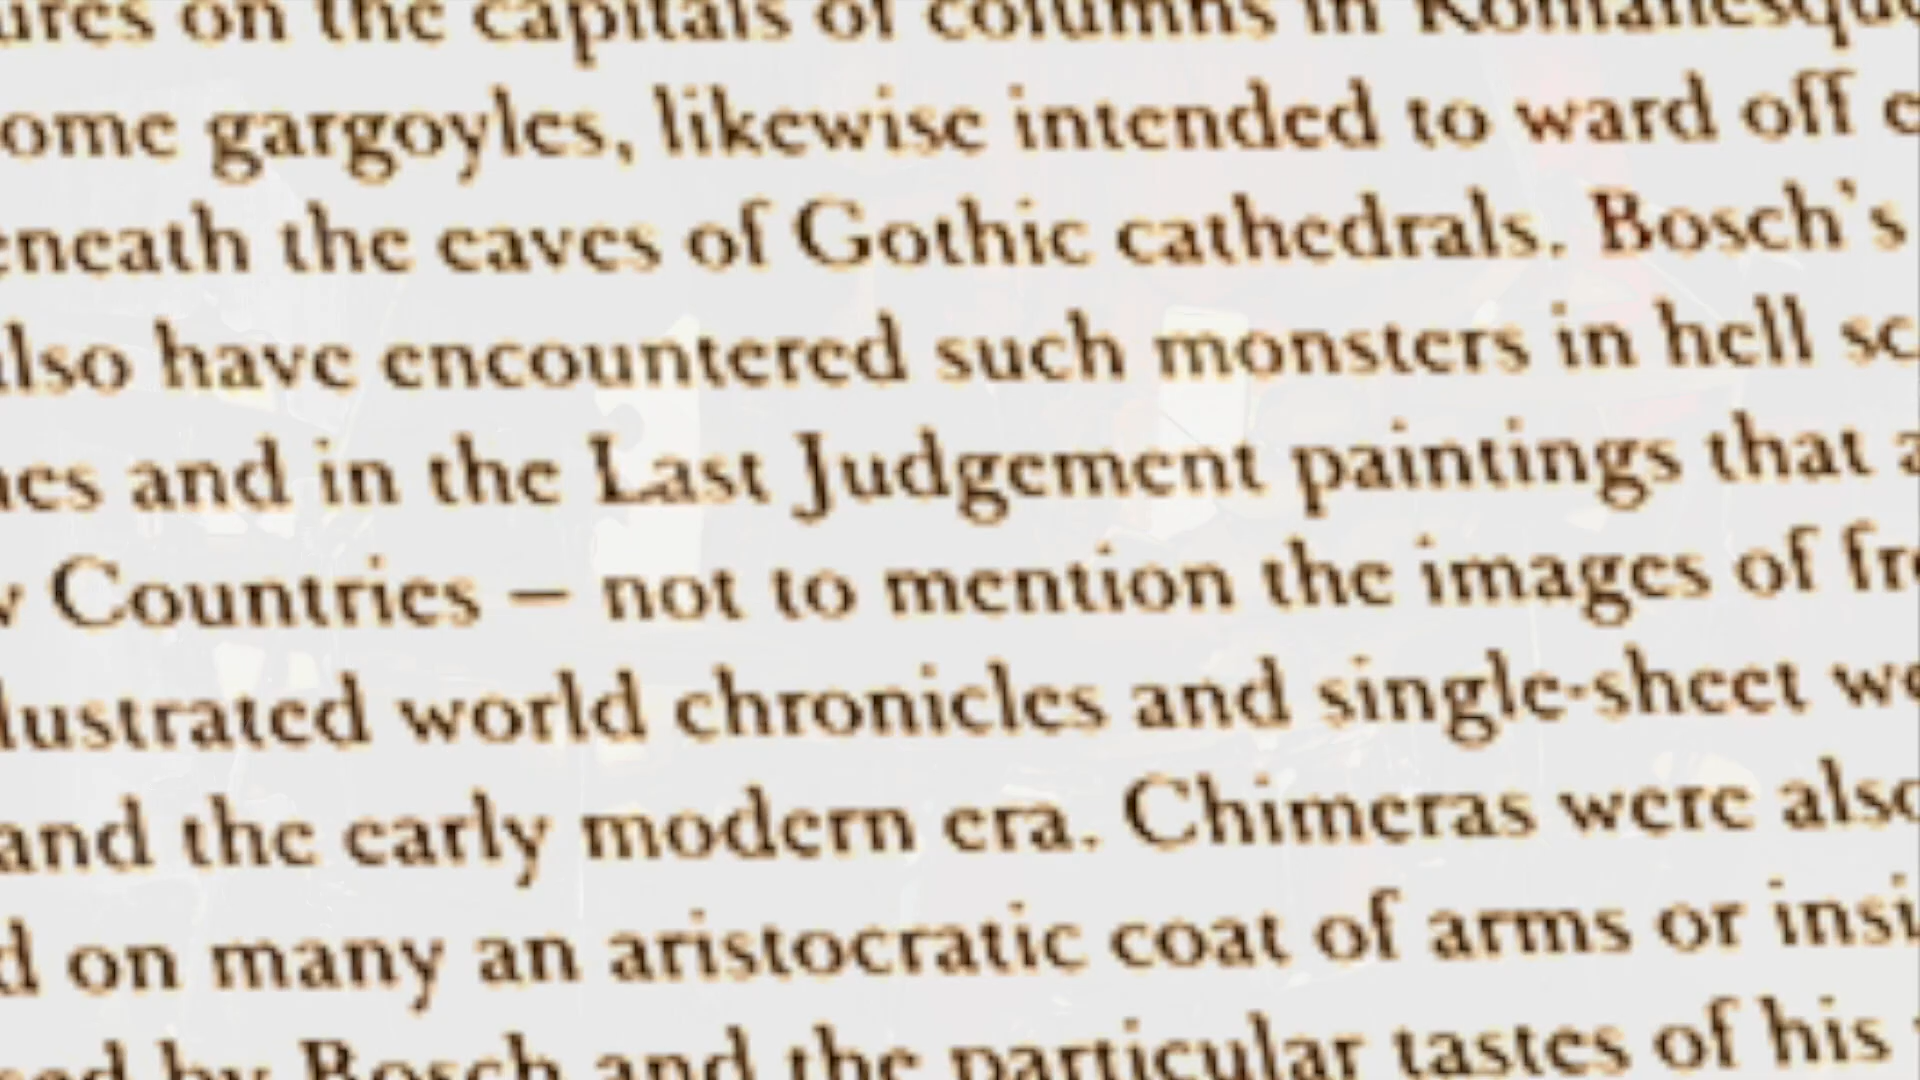 ures on the capitals of columns in Romanesque
ome gargoyles, likewise intended to ward off e
eneath the eaves of Gothic cathedrals. Bosch's
also have encountered such monsters in hell sc
nes and in the Last Judgement paintings that a
w Countries – not to mention the images of fre
llustrated world chronicles and single-sheet wo
and the early modern era. Chimeras were also
d on many an aristocratic coat of arms or insi
sed by Bosch and the particular tastes of his